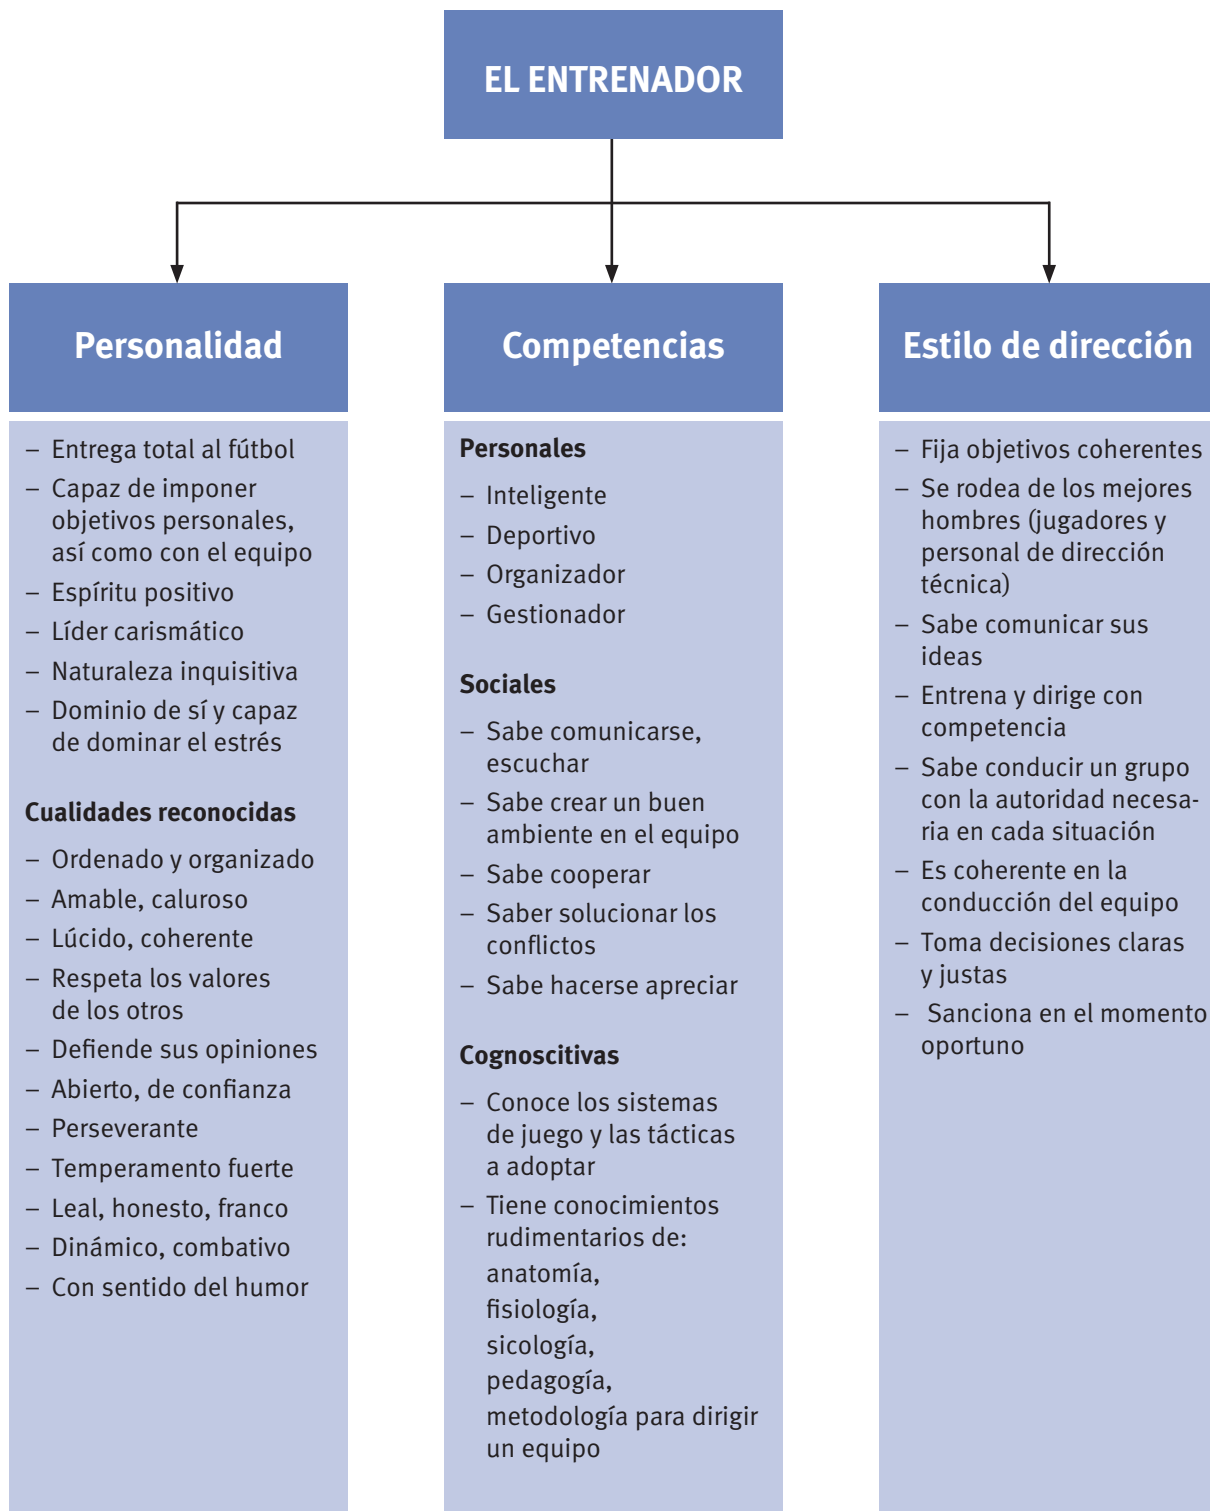 EL ENTRENADOR
Personalidad
– Entrega total al fútbol
– Capaz de imponer
objetivos personales,
así como con el equipo
– Espíritu positivo
– Líder carismático
– Naturaleza inquisitiva
– Dominio de sí y capaz
de dominar el estrés
Cualidades reconocidas
– Ordenado y organizado
– Amable, caluroso
– Lúcido, coherente
– Respeta los valores
de los otros
– Defiende sus opiniones
– Abierto, de confianza
– Perseverante
– Temperamento fuerte
– Leal, honesto, franco
– Dinámico, combativo
– Con sentido del humor
Competencias
Personales
– Inteligente
– Deportivo
– Organizador
– Gestionador
Sociales
– Sabe comunicarse,
escuchar
– Sabe crear un buen
ambiente en el equipo
– Sabe cooperar
– Saber solucionar los
conflictos
– Sabe hacerse apreciar
Cognoscitivas
– Conoce los sistemas
de juego y las tácticas
a adoptar
– Tiene conocimientos
rudimentarios de:
anatomía,
fisiología,
sicología,
pedagogía,
metodología para dirigir
un equipo
Estilo de dirección
– Fija objetivos coherentes
– Se rodea de los mejores
hombres (jugadores y
personal de dirección
técnica)
– Sabe comunicar sus
ideas
– Entrena y dirige con
competencia
– Sabe conducir un grupo
con la autoridad necesa-
ria en cada situación
– Es coherente en la
conducción del equipo
– Toma decisiones claras
y justas
– Sanciona en el momento
oportuno